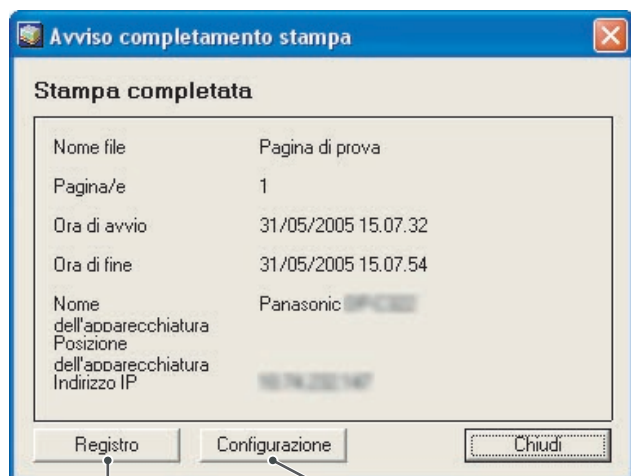 Avviso completamento stampa
Stampa completata
Nome file Pagina di prova
Pagina/e 1
Ora di avvio 31/05/2005 15.07.32
Ora di fine 31/05/2005 15.07.54
Nome Panasonic
dell'apparecchiatura
Posizione
dell'apparecchiatura
Indirizzo IP
Registro Configurazione Chiudi